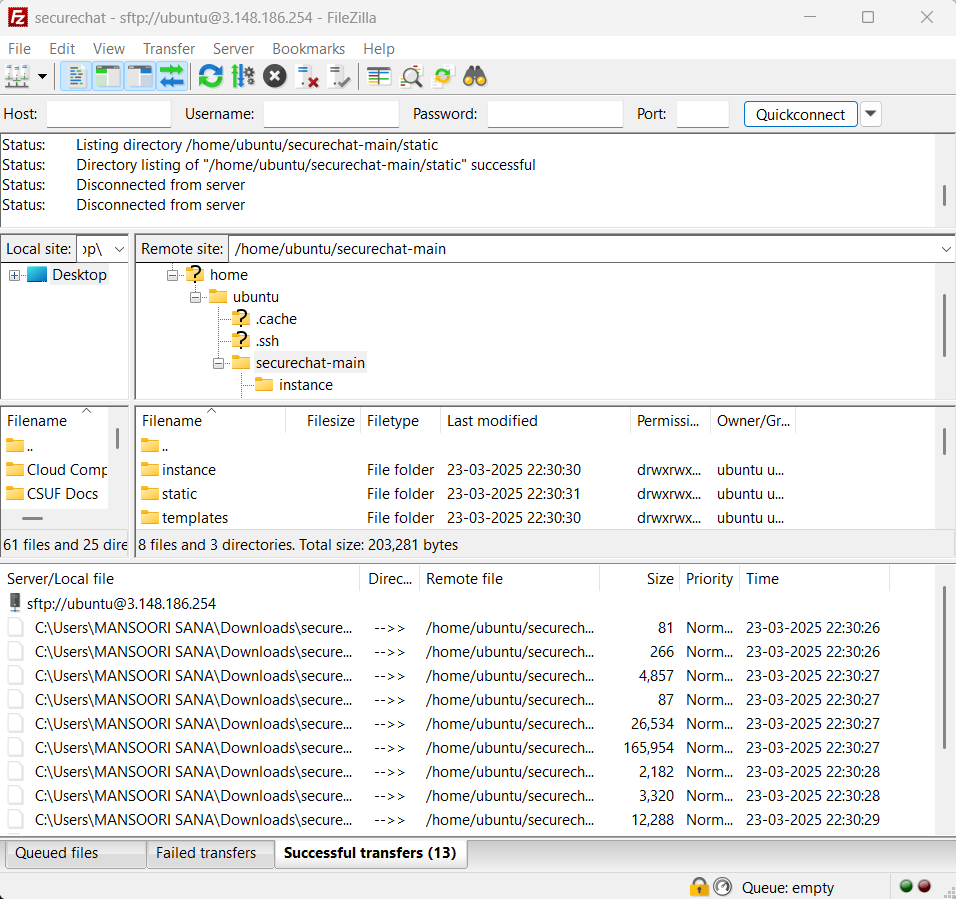 securechat - sftp://ubuntu@3.148.186.254 - FileZilla
File Edit View Transfer Server Bookmarks Help
Host: Username: Password: Port: Quickconnect
Status: Listing directory /home/ubuntu/securechat-main/static
Status: Directory listing of "/home/ubuntu/securechat-main/static" successful
Status: Disconnected from server
Status: Disconnected from server
Local site: op\ Remote site: /home/ubuntu/securechat-main
Desktop
? home
ubuntu
? .cache
? .ssh
securechat-main
instance
Filename
..
Cloud Comp
CSUF Docs
61 files and 25 dire
Filename Filesize Filetype Last modified Permissi... Owner/Gr...
..
instance File folder 23-03-2025 22:30:30 drwxrwx... ubuntu u...
static File folder 23-03-2025 22:30:31 drwxrwx... ubuntu u...
templates File folder 23-03-2025 22:30:30 drwxrwx... ubuntu u...
8 files and 3 directories. Total size: 203,281 bytes
Server/Local file Direc... Remote file Size Priority Time
sftp://ubuntu@3.148.186.254
C:\Users\MANSOORI SANA\Downloads\secure... -->> /home/ubuntu/securech... 81 Norm... 23-03-2025 22:30:26
C:\Users\MANSOORI SANA\Downloads\secure... -->> /home/ubuntu/securech... 266 Norm... 23-03-2025 22:30:26
C:\Users\MANSOORI SANA\Downloads\secure... -->> /home/ubuntu/securech... 4,857 Norm... 23-03-2025 22:30:27
C:\Users\MANSOORI SANA\Downloads\secure... -->> /home/ubuntu/securech... 87 Norm... 23-03-2025 22:30:27
C:\Users\MANSOORI SANA\Downloads\secure... -->> /home/ubuntu/securech... 26,534 Norm... 23-03-2025 22:30:27
C:\Users\MANSOORI SANA\Downloads\secure... -->> /home/ubuntu/securech... 165,954 Norm... 23-03-2025 22:30:27
C:\Users\MANSOORI SANA\Downloads\secure... -->> /home/ubuntu/securech... 2,182 Norm... 23-03-2025 22:30:28
C:\Users\MANSOORI SANA\Downloads\secure... -->> /home/ubuntu/securech... 3,320 Norm... 23-03-2025 22:30:28
C:\Users\MANSOORI SANA\Downloads\secure... -->> /home/ubuntu/securech... 12,288 Norm... 23-03-2025 22:30:29
Queued files Failed transfers Successful transfers (13)
Queue: empty